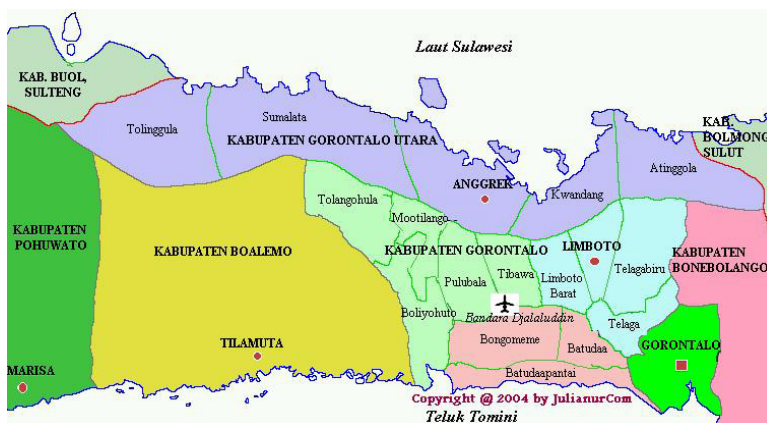 Laut Sulawesi
KAB. BUOL,
SULTENG
Tolinggula
Sumalata
KABUPATEN GORONTALO UTARA
KAB.
BOLMONG
SULUT
Atinggola
ANGGREK
Kwandang
Tolangohula
Mootilango
KABUPATEN
POHUWATO
KABUPATEN BOALEMO
KABUPATEN GORONTALO
LIMBOTO
KABUPATEN
BONEBOLANGO
Pulubala
Tibawa
Limboto
Barat
Telagabiru
Boliyohuto
Bandara Djalaluddin
Telaga
Bongomeme
Batudaa
GORONTALO
TILAMUTA
MARISA
Batudaapantai
Copyright @ 2004 by JulianurCom
Teluk Tomini